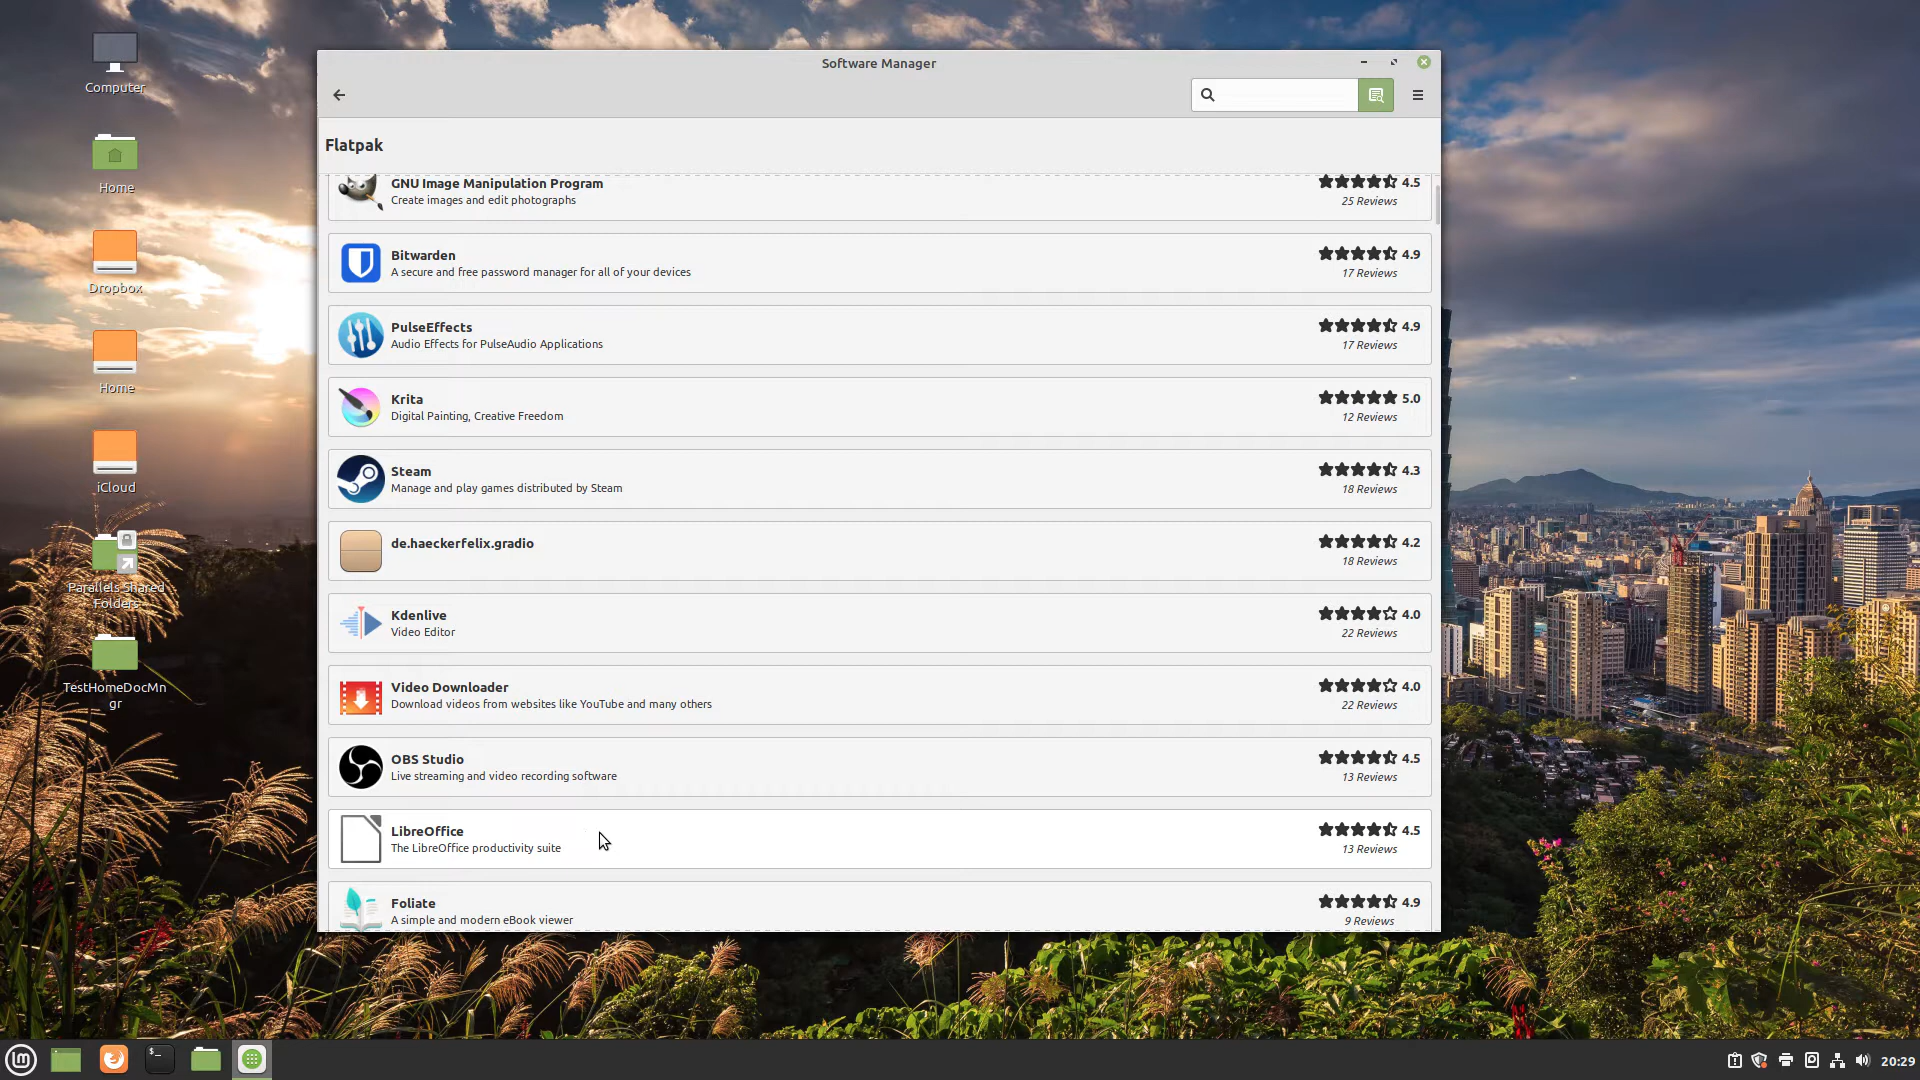 Software Manager
Computer
Home
Dropbox
Home
iCloud
Parallels Shared
Folders
TestHomeDocMn
gr
Flatpak
GNU Image Manipulation Program
Create images and edit photographs
4.5
25 Reviews
Bitwarden
A secure and free password manager for all of your devices
4.9
17 Reviews
PulseEffects
Audio Effects for PulseAudio Applications
4.9
17 Reviews
Krita
Digital Painting, Creative Freedom
5.0
12 Reviews
Steam
Manage and play games distributed by Steam
4.3
18 Reviews
de.haeckerfelix.gradio
4.2
18 Reviews
Kdenlive
Video Editor
4.0
22 Reviews
Video Downloader
Download videos from websites like YouTube and many others
4.0
22 Reviews
OBS Studio
Live streaming and video recording software
4.5
13 Reviews
LibreOffice
The LibreOffice productivity suite
4.5
13 Reviews
Foliate
A simple and modern eBook viewer
4.9
9 Reviews
20:29